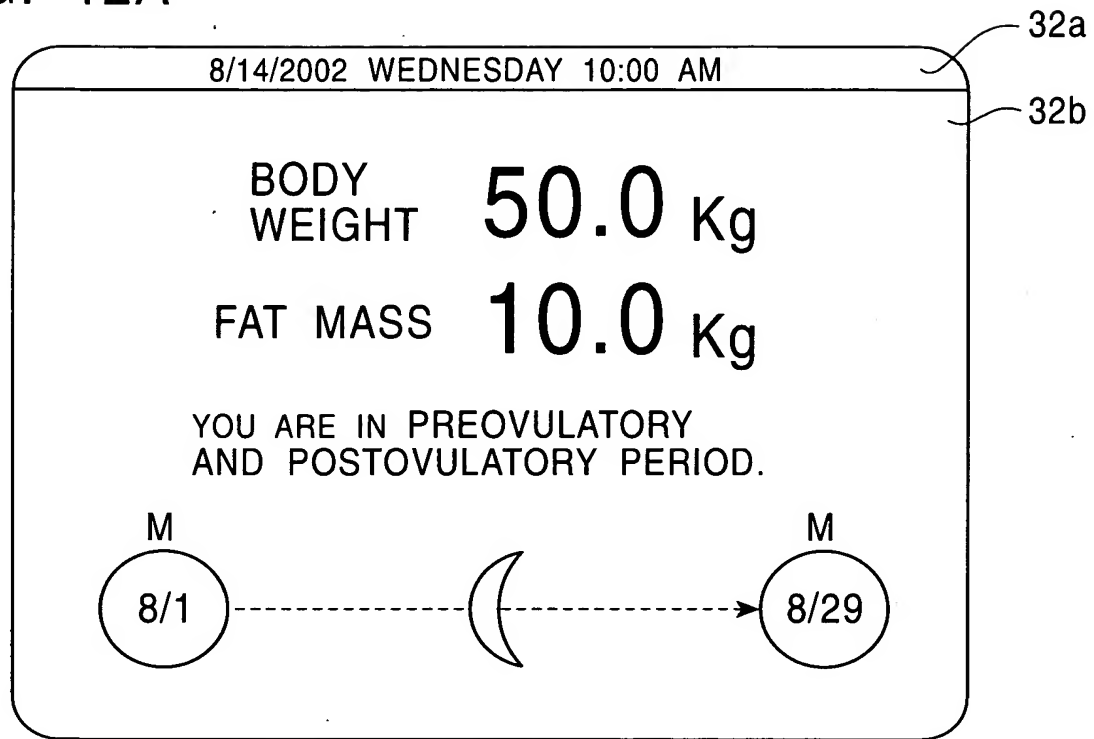 12A
32a
8/14/2002 WEDNESDAY 10:00 AM
32b
BODY
WEIGHT 50.0 Kg
FAT MASS 10.0 Kg
YOU ARE IN PREOVULATORY
AND POSTOVULATORY PERIOD.
M M
8/1 8/29